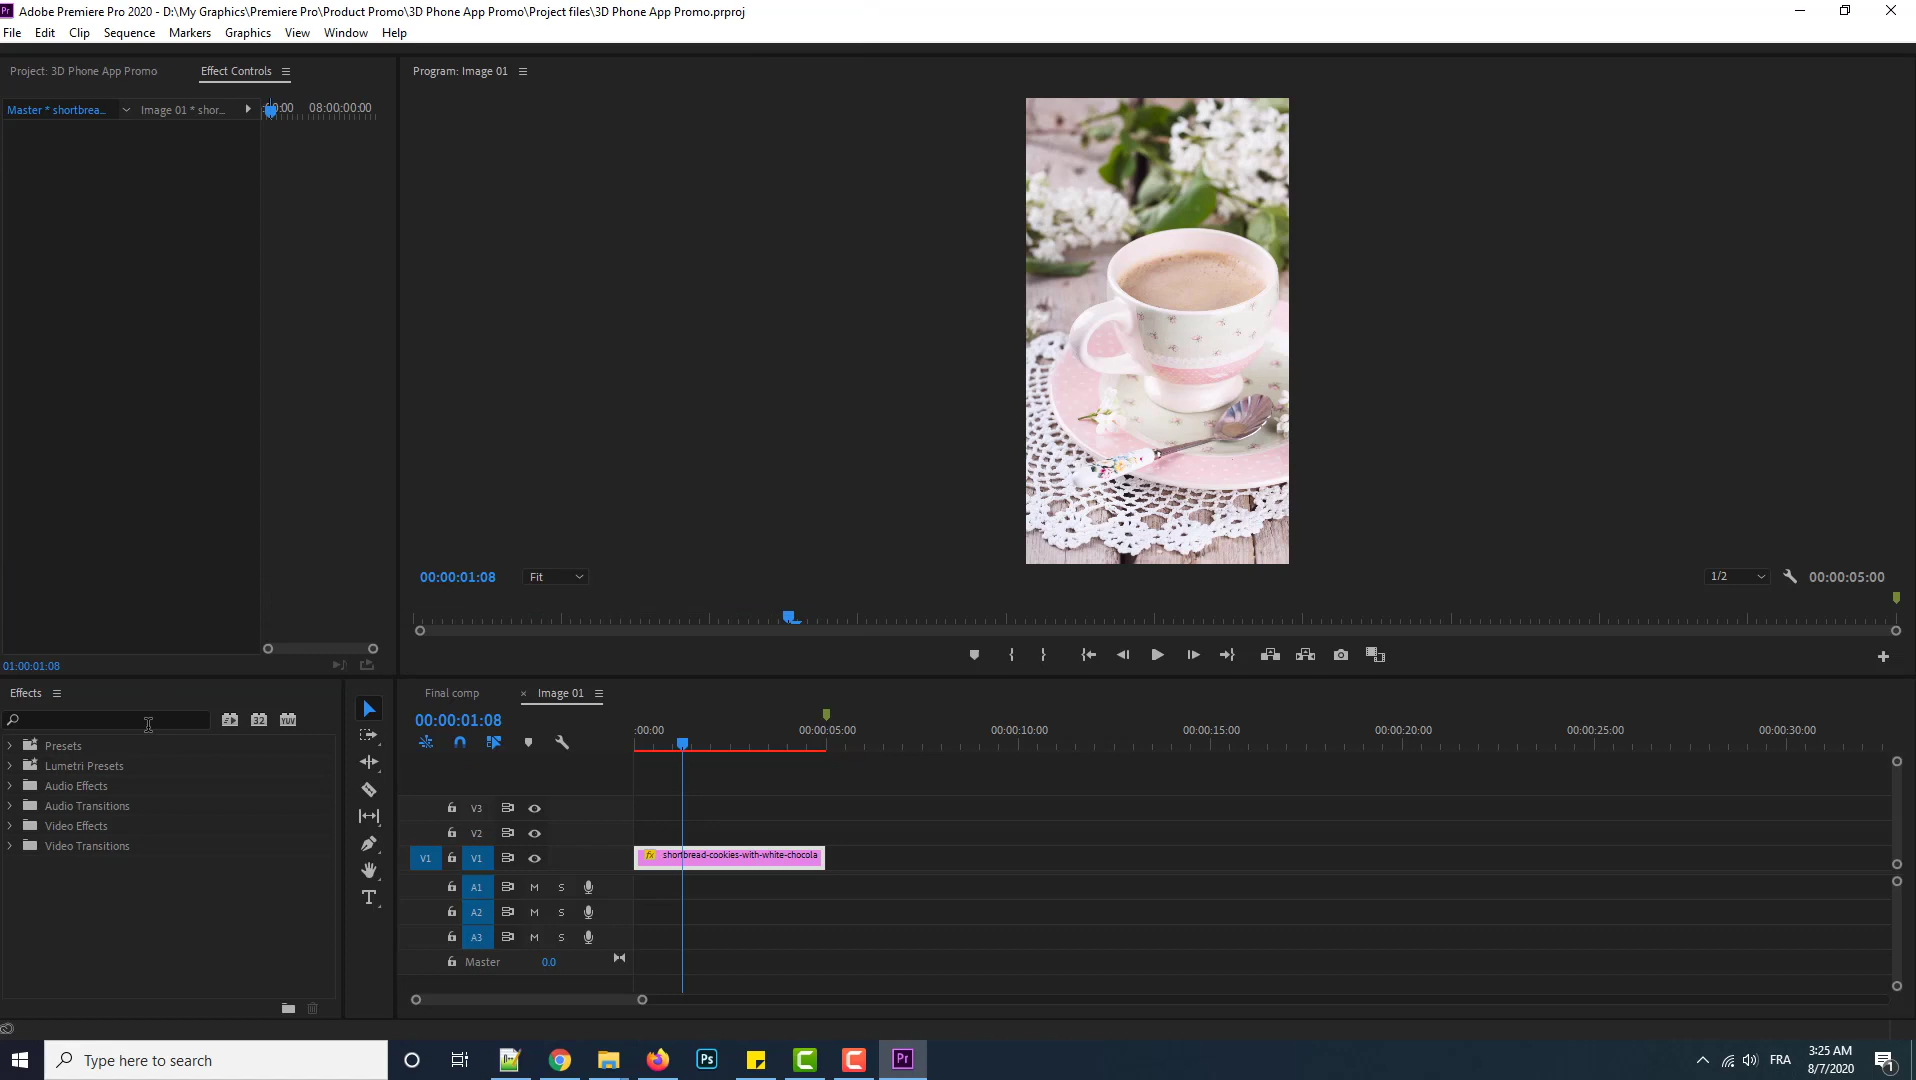 Adobe Premiere Pro 2020 - D:\My Graphics\Premiere Pro\Product Promo\3D Phone App Promo\Project files\3D Phone App Promo.prproj
File Edit Clip Sequence Markers Graphics View Window Help
Project: 3D Phone App Promo Effect Controls
Program: Image 01
Master * shortbrea... Image 01 * shor... 08:00:00:00
00:00:01:08 Fit 1/2 00:00:05:00
01:00:01:08
Effects
Final comp × Image 01
00:00:01:08
:00:00 00:00:05:00 00:00:10:00 00:00:15:00 00:00:20:00 00:00:25:00 00:00:30:00
32 YUV
Presets
Lumetri Presets
Audio Effects
Audio Transitions
Video Effects
Video Transitions
V3
V2
V1 V1 fx shortbread-cookies-with-white-chocola
A1 M S
A2 M S
A3 M S
Master 0.0
Type here to search
Ps
Pr
FRA
3:25 AM
8/7/2020
1